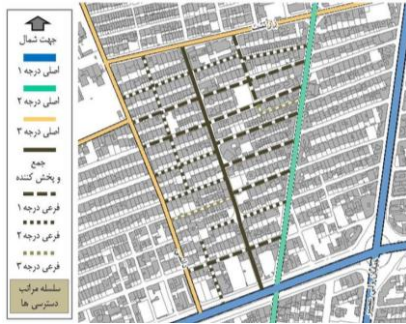 جهت شمال
اصلی درجه ۱
اصلی درجه ۲
اصلی درجه ۳
جمع
و پخش کننده
فرعی درجه ۱
فرعی درجه ۲
فرعی درجه ۳
سلسله مراتب
دسترسی ها